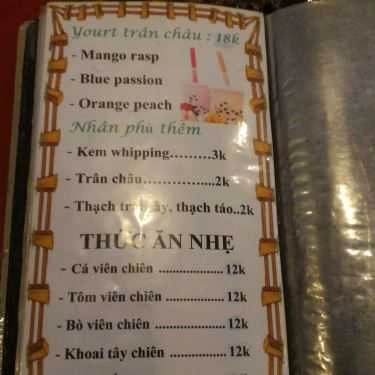 Yourt trân châu : 18k
- Mango rasp
- Blue passion
- Orange peach
Nhân phủ thêm
- Kem whipping.........3k
- Trân châu................2k
- Thạch trái cây, thạch táo..2k
THỨC ĂN NHẸ
- Cá viên chiên .................. 12k
- Tôm viên chiên ............... 12k
- Bò viên chiên .................. 12k
- Khoai tây chiên ............... 12k